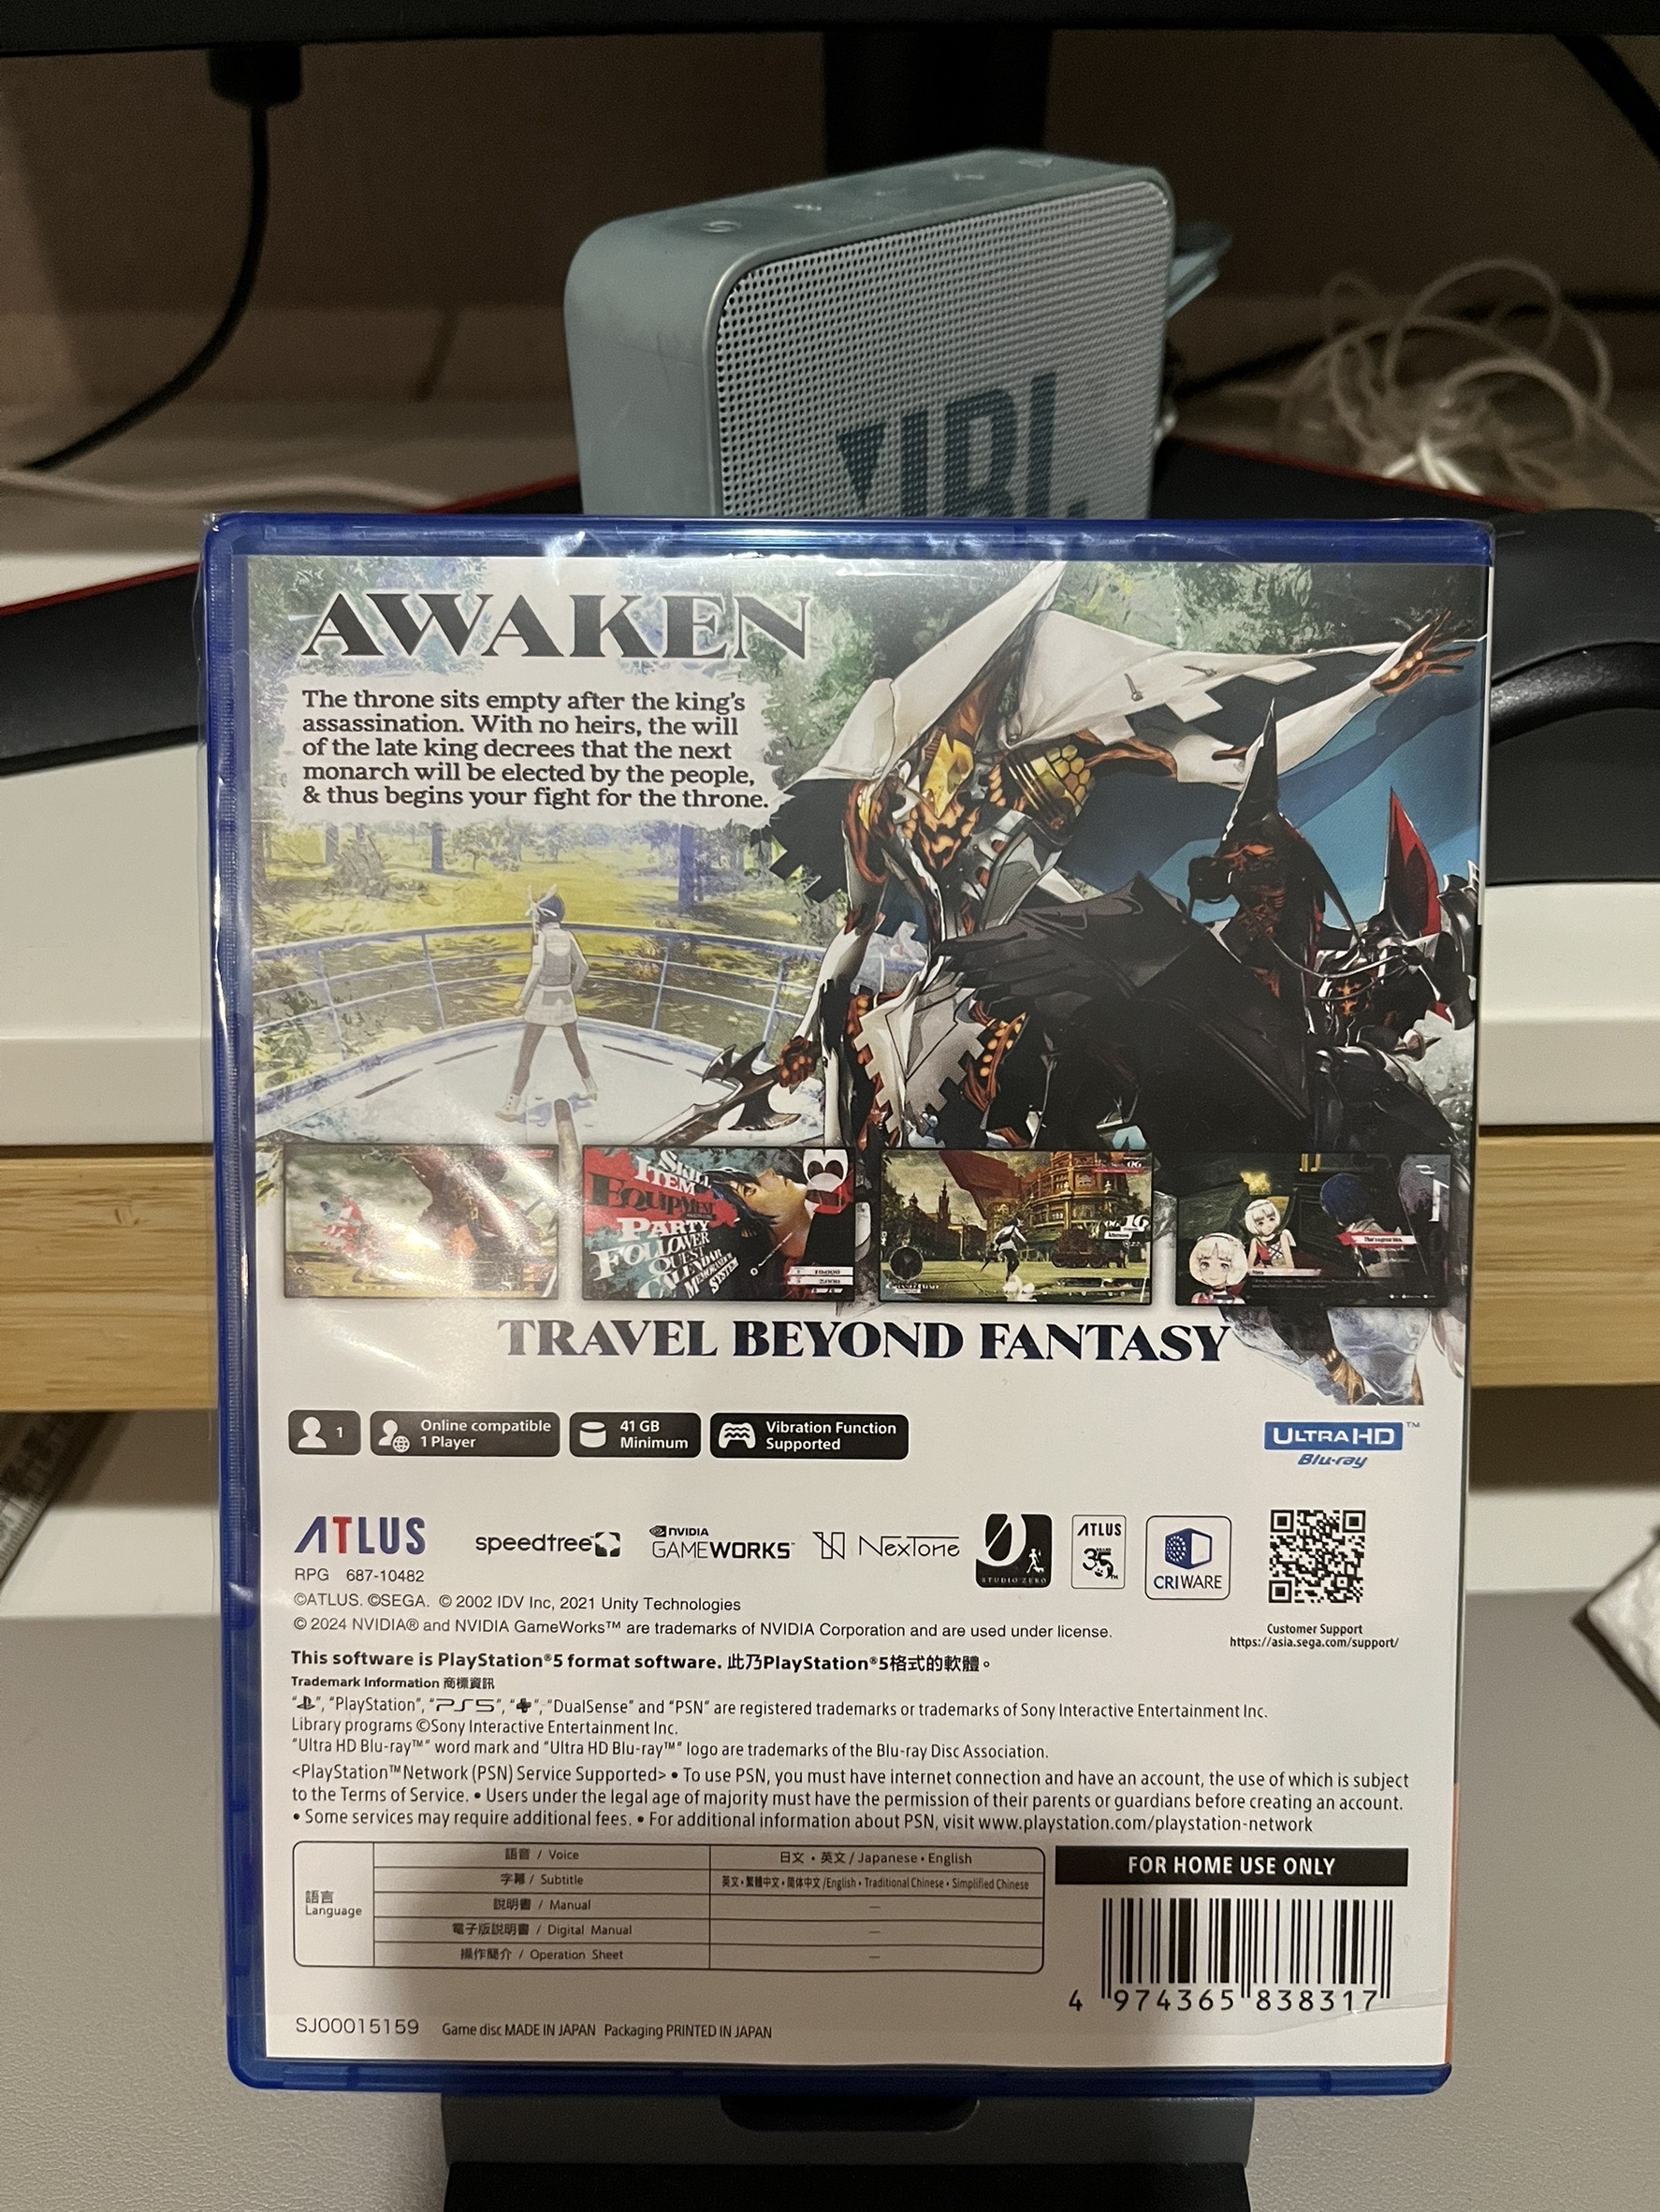 JBL
AWAKEN
The throne sits empty after the king's
assassination. With no heirs, the will
of the late king decrees that the next
monarch will be elected by the people,
& thus begins your fight for the throne.
SKILL
ITEM
EQUIPMENT
PARTY
FOLLOWER
QUEST
CALENDAR
MEMORANDUM
SYSTEM
TRAVEL BEYOND FANTASY
1
Online compatible
1 Player
41 GB
Minimum
Vibration Function
Supported
ULTRA HD™
Blu-ray
ATLUS
speedtree
NVIDIA
GAMEWORKS
NexTone
STUDIO ZERO
ATLUS
35
CRIWARE
RPG 687-10482
©ATLUS. ©SEGA. © 2002 IDV Inc, 2021 Unity Technologies
© 2024 NVIDIA® and NVIDIA GameWorks™ are trademarks of NVIDIA Corporation and are used under license.
Customer Support
https://asia.sega.com/support/
This software is PlayStation®5 format software. 此乃PlayStation®5格式的軟體。
Trademark Information 商標資訊
"", "PlayStation", "PS5", "", "DualSense" and "PSN" are registered trademarks or trademarks of Sony Interactive Entertainment Inc.
Library programs ©Sony Interactive Entertainment Inc.
"Ultra HD Blu-ray™" word mark and "Ultra HD Blu-ray™" logo are trademarks of the Blu-ray Disc Association.
<PlayStation™Network (PSN) Service Supported> • To use PSN, you must have internet connection and have an account, the use of which is subject
to the Terms of Service. • Users under the legal age of majority must have the permission of their parents or guardians before creating an account.
• Some services may require additional fees. • For additional information about PSN, visit www.playstation.com/playstation-network
語言
Language
語音 / Voice 日文 • 英文 / Japanese • English
字幕 / Subtitle 英文 • 繁體中文 • 簡体中文 /English • Traditional Chinese • Simplified Chinese
說明書 / Manual —
電子版說明書 / Digital Manual —
操作簡介 / Operation Sheet —
FOR HOME USE ONLY
4 974365 838317
SJ00015159 Game disc MADE IN JAPAN Packaging PRINTED IN JAPAN